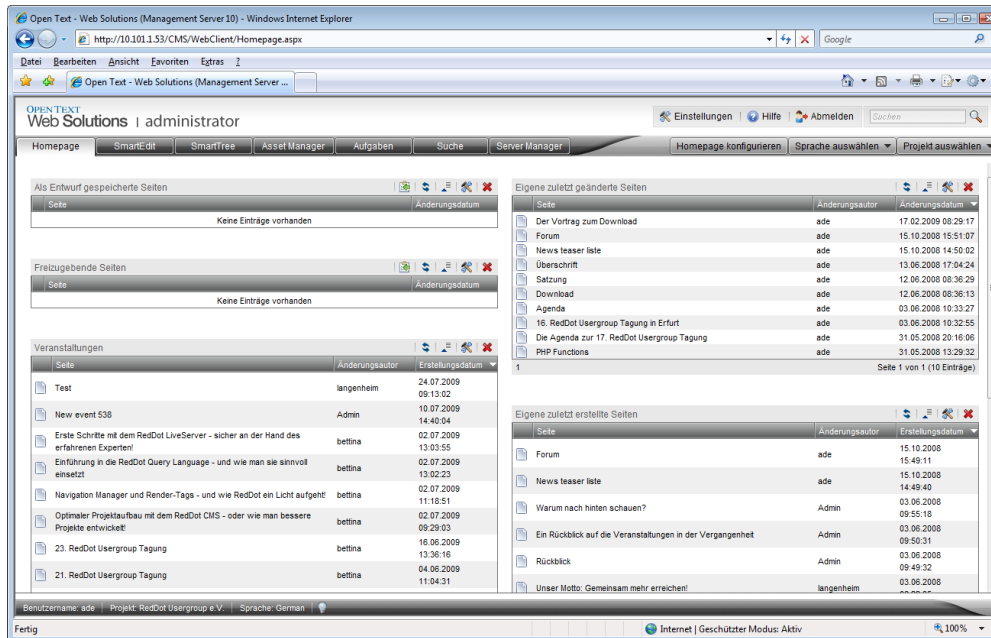 Open Text - Web Solutions (Management Server 10) - Windows Internet Explorer
http://10.101.1.53/CMS/WebClient/Homepage.aspx
Google
Datei Bearbeiten Ansicht Favoriten Extras ?
Open Text - Web Solutions (Management Server ...
OPEN TEXT
Web Solutions | administrator
Einstellungen | Hilfe | Abmelden
Suchen
Homepage SmartEdit SmartTree Asset Manager Aufgaben Suche Server Manager
Homepage konfigurieren Sprache auswählen Projekt auswählen
Als Entwurf gespeicherte Seiten
Seite Änderungsdatum
Keine Einträge vorhanden
Freizugebende Seiten
Seite Änderungsdatum
Keine Einträge vorhanden
Veranstaltungen
Seite Änderungsautor Erstellungsdatum
Test langenheim 24.07.2009
09:13:02
New event 538 Admin 10.07.2009
14:40:04
Erste Schritte mit dem RedDot LiveServer - sicher an der Hand des
erfahrenen Experten! bettina 02.07.2009
13:03:55
Einführung in die RedDot Query Language - und wie man sie sinnvoll
einsetzt bettina 02.07.2009
13:02:23
Navigation Manager und Render-Tags - und wie RedDot ein Licht aufgeht! bettina 02.07.2009
11:18:51
Optimaler Projektaufbau mit dem RedDot CMS - oder wie man bessere
Projekte entwickelt! bettina 02.07.2009
09:29:03
23. RedDot Usergroup Tagung bettina 16.06.2009
13:36:16
21. RedDot Usergroup Tagung bettina 04.06.2009
11:04:31
Eigene zuletzt geänderte Seiten
Seite Änderungsautor Änderungsdatum
Der Vortrag zum Download ade 17.02.2009 08:29:17
Forum ade 15.10.2008 15:51:07
News teaser liste ade 15.10.2008 14:50:02
Überschrift ade 13.06.2008 17:04:24
Satzung ade 12.06.2008 08:36:29
Download ade 12.06.2008 08:36:13
Agenda ade 03.06.2008 10:33:27
16. RedDot Usergroup Tagung in Erfurt ade 03.06.2008 10:32:55
Die Agenda zur 17. RedDot Usergroup Tagung ade 31.05.2008 20:16:06
PHP Functions ade 31.05.2008 13:29:32
1 Seite 1 von 1 (10 Einträge)
Eigene zuletzt erstellte Seiten
Seite Änderungsautor Erstellungsdatum
Forum ade 15.10.2008
15:49:11
News teaser liste ade 15.10.2008
14:49:40
Warum nach hinten schauen? Admin 03.06.2008
09:55:18
Ein Rückblick auf die Veranstaltungen in der Vergangenheit Admin 03.06.2008
09:50:31
Rückblick Admin 03.06.2008
09:49:32
Unser Motto: Gemeinsam mehr erreichen! langenheim 03.06.2008
Benutzername: ade | Projekt: RedDot Usergroup e.V. | Sprache: German
Fertig
Internet | Geschützter Modus: Aktiv
100%